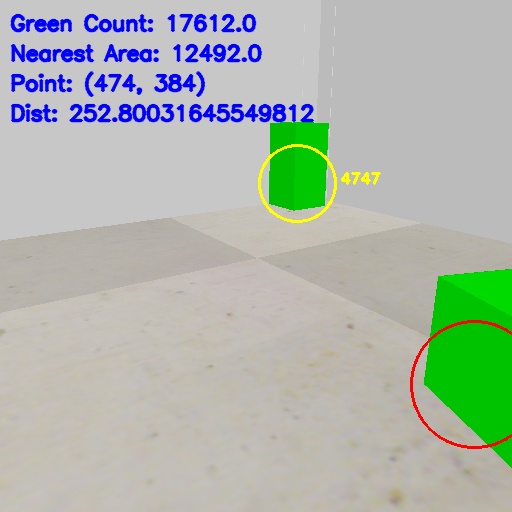 Green Count: 17612.0
Nearest Area: 12492.0
Point: (474, 384)
Dist: 252.80031645549812
4747